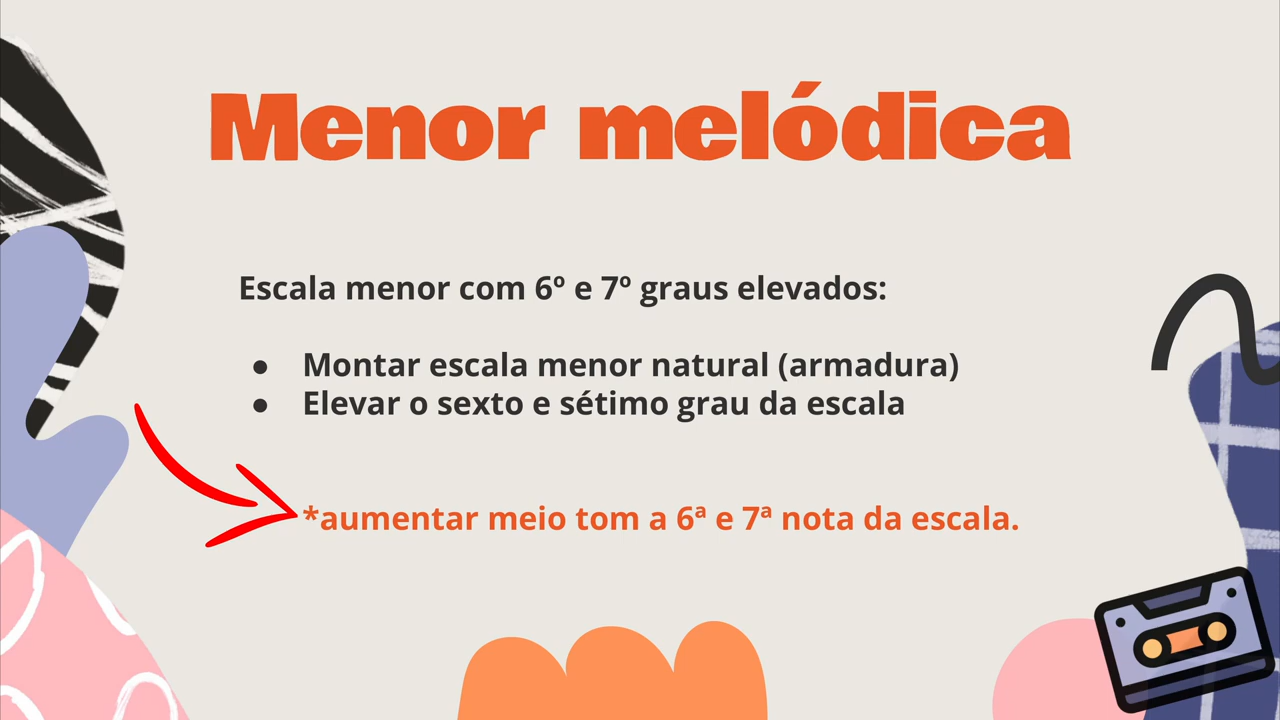 Menor melódica
Escala menor com 6º e 7º graus elevados:
● Montar escala menor natural (armadura)
● Elevar o sexto e sétimo grau da escala
*aumentar meio tom a 6ª e 7ª nota da escala.